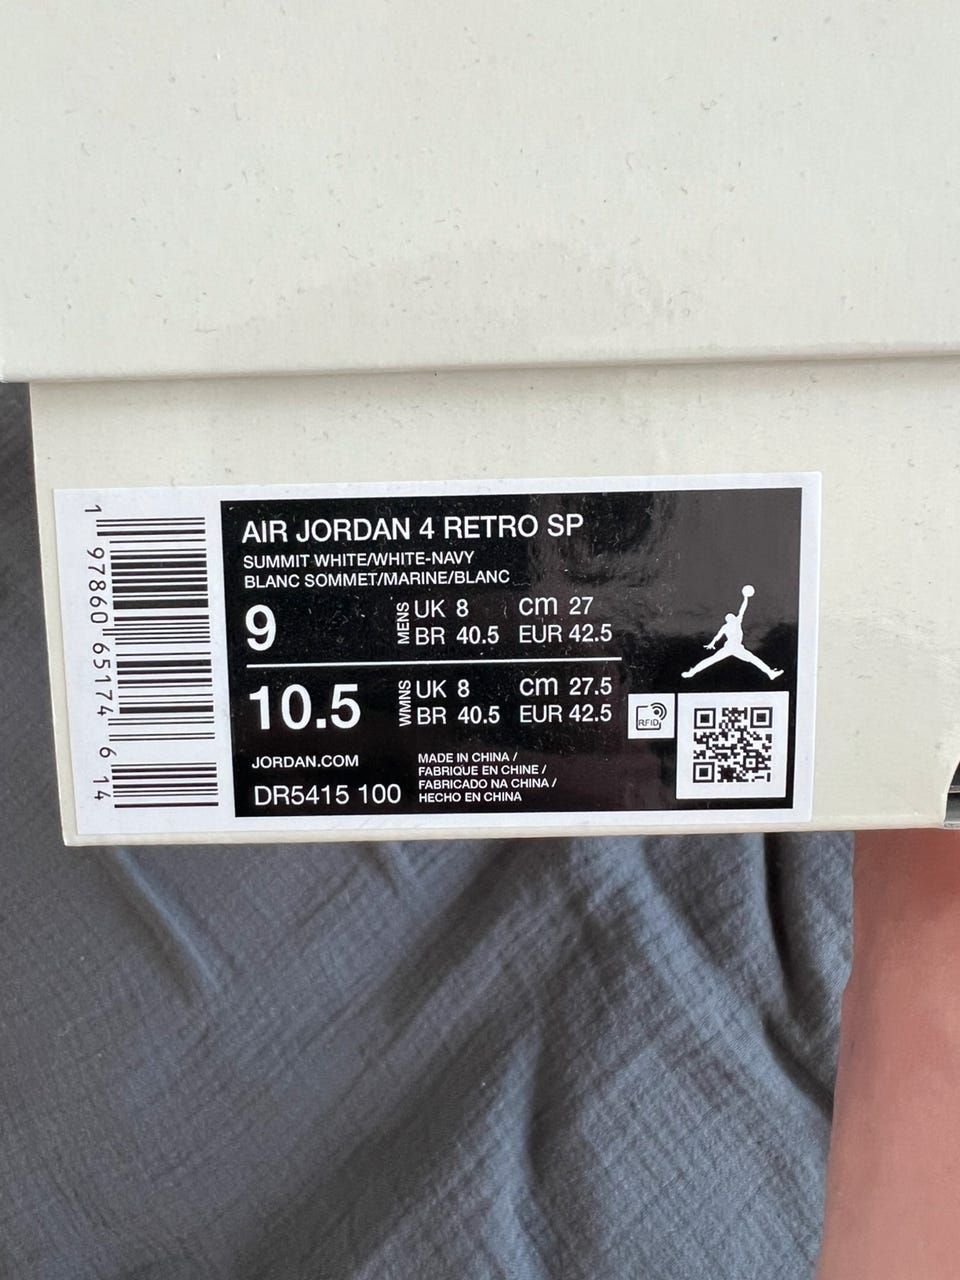 1 97860 65174 6 14
AIR JORDAN 4 RETRO SP
SUMMIT WHITE/WHITE-NAVY
BLANC SOMMET/MARINE/BLANC
9 MENS UK 8 cm 27
BR 40.5 EUR 42.5
10.5 WMNS UK 8 cm 27.5
BR 40.5 EUR 42.5
RFID
JORDAN.COM
DR5415 100
MADE IN CHINA /
FABRIQUE EN CHINE /
FABRICADO NA CHINA /
HECHO EN CHINA